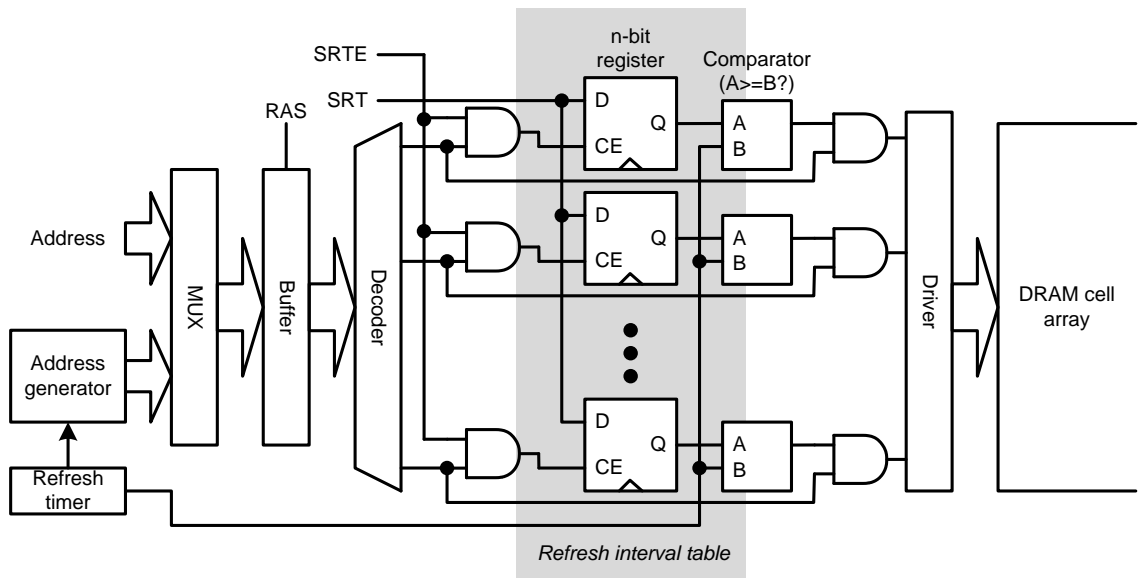 SRTE
SRT
RAS
Address
MUX
Buffer
Decoder
Address
generator
Refresh
timer
n-bit
register
D
Q
CE
D
Q
CE
D
Q
CE
Comparator
(A>=B?)
A
B
A
B
A
B
Refresh interval table
Driver
DRAM cell
array